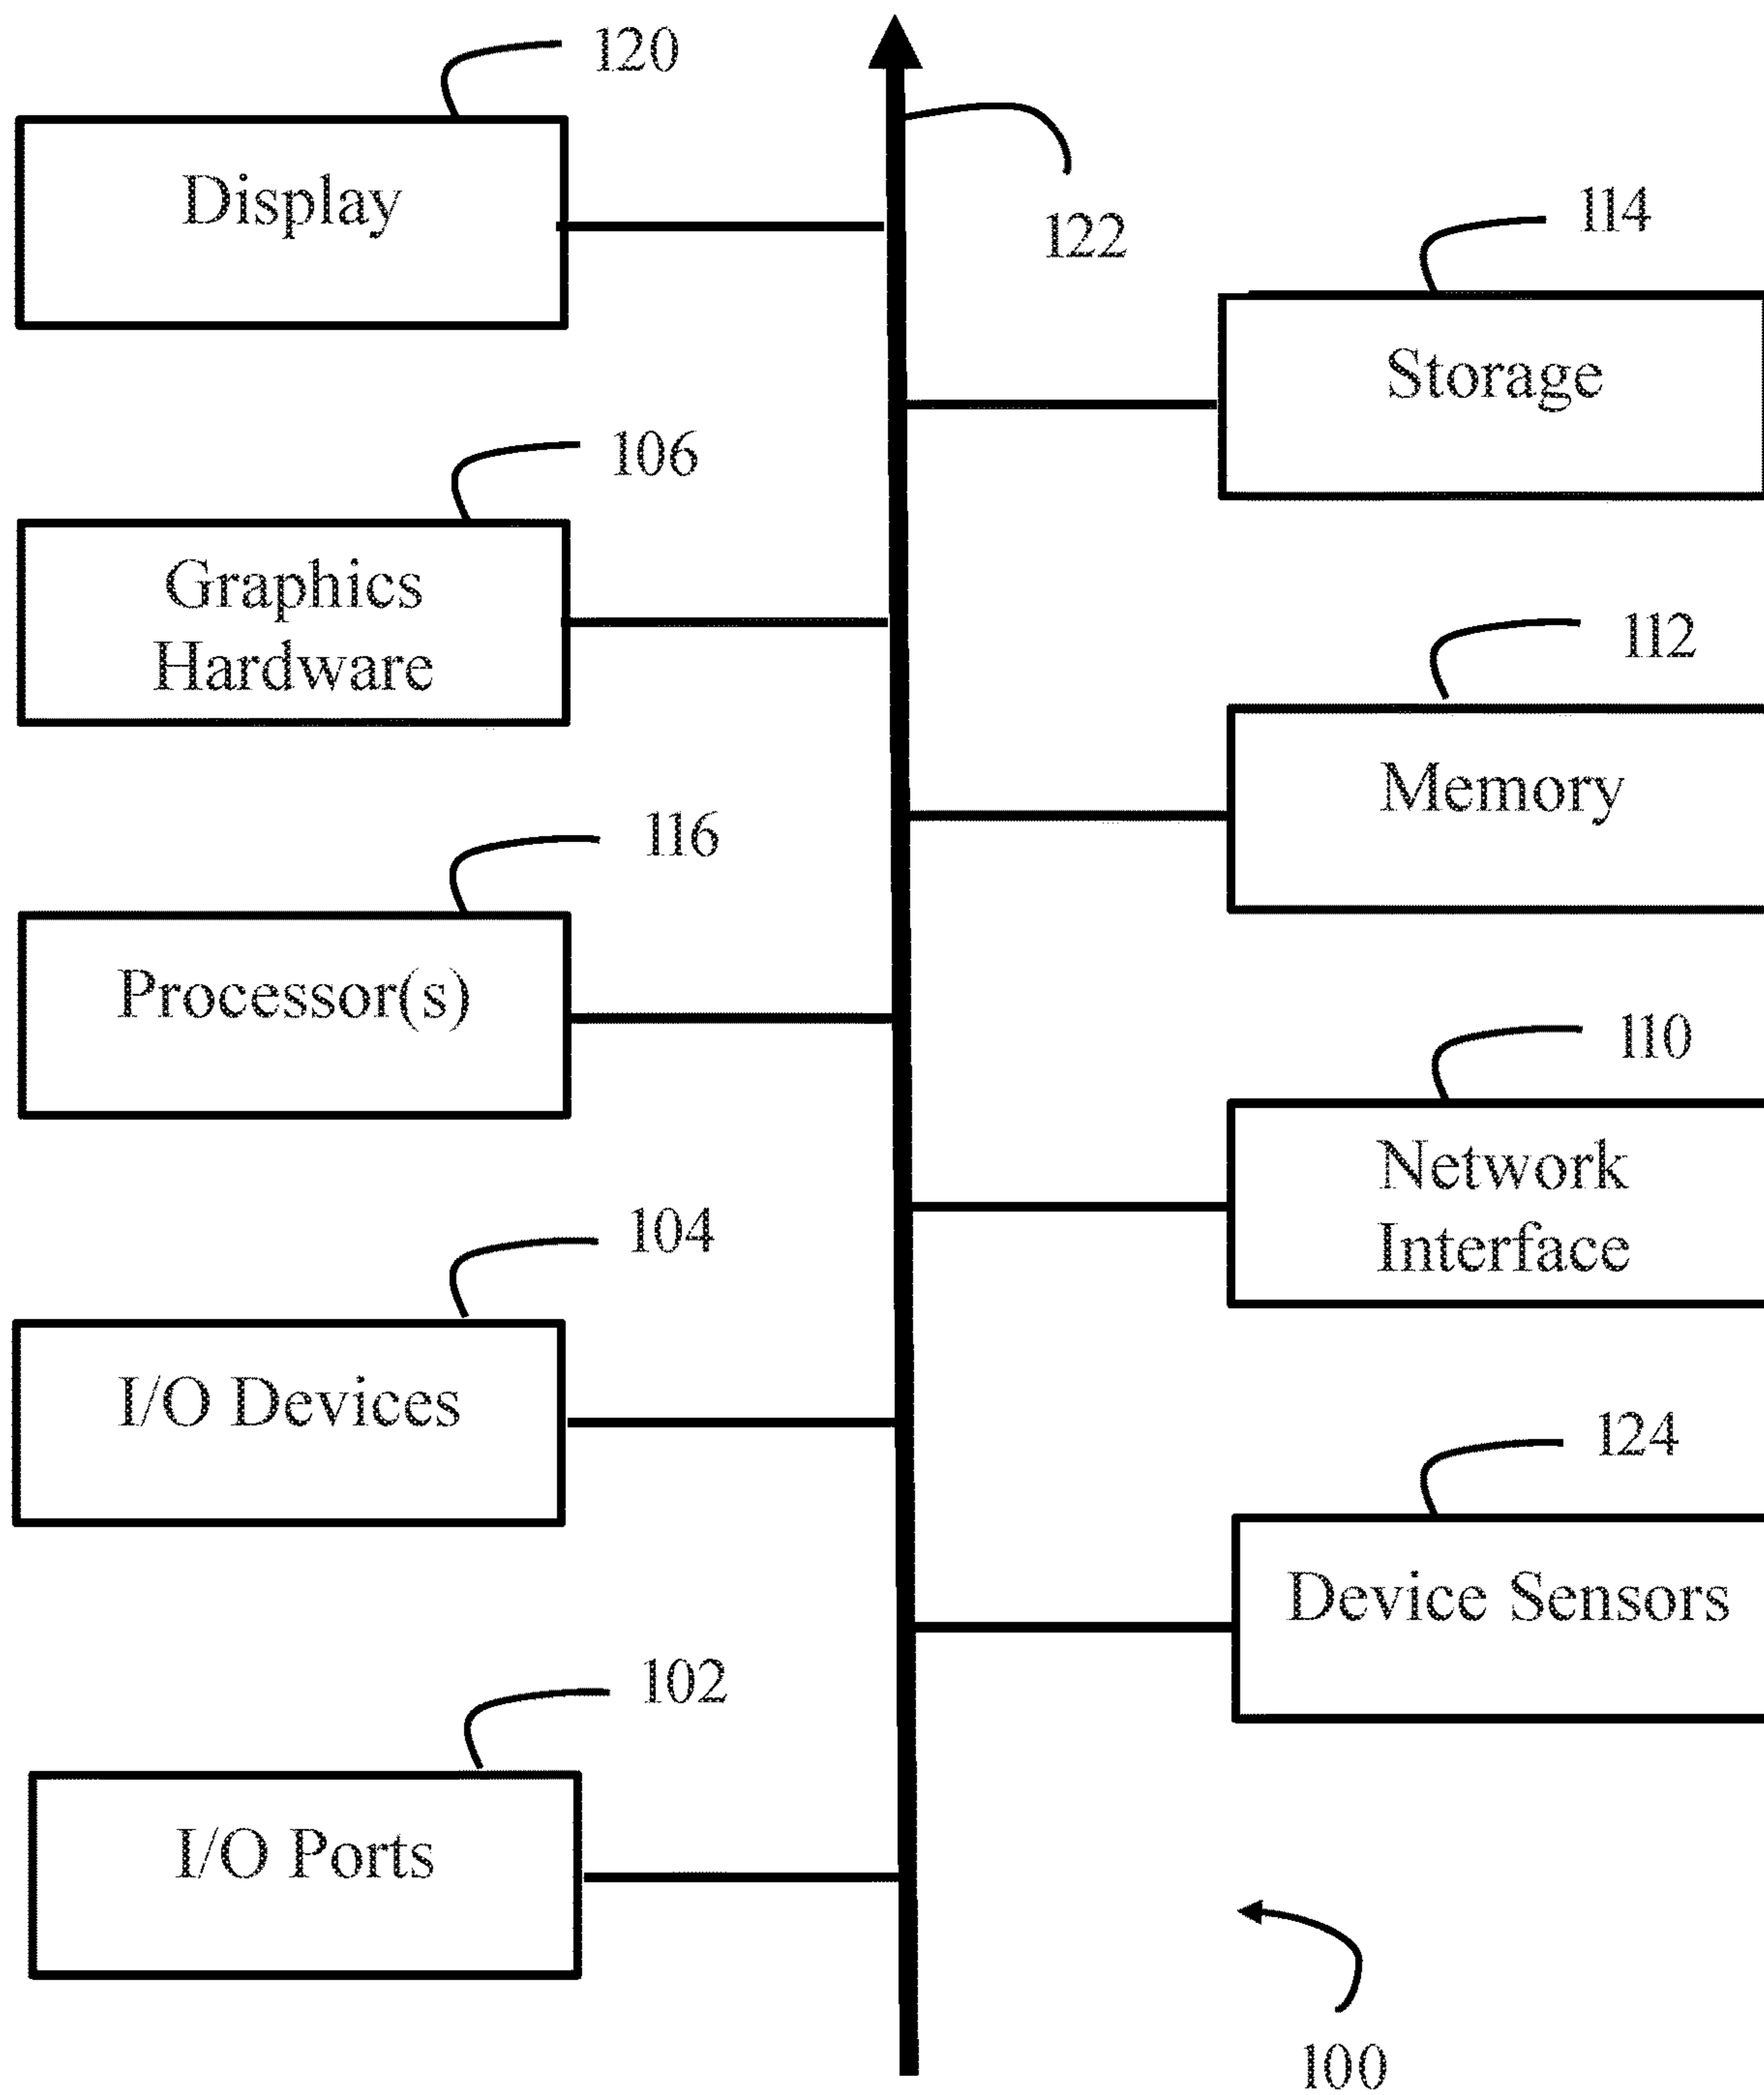 120
Display
122
114
Storage
106
Graphics
Hardware
112
Memory
116
Processor(s)
110
Network
Interface
104
I/O Devices
124
Device Sensors
102
I/O Ports
100